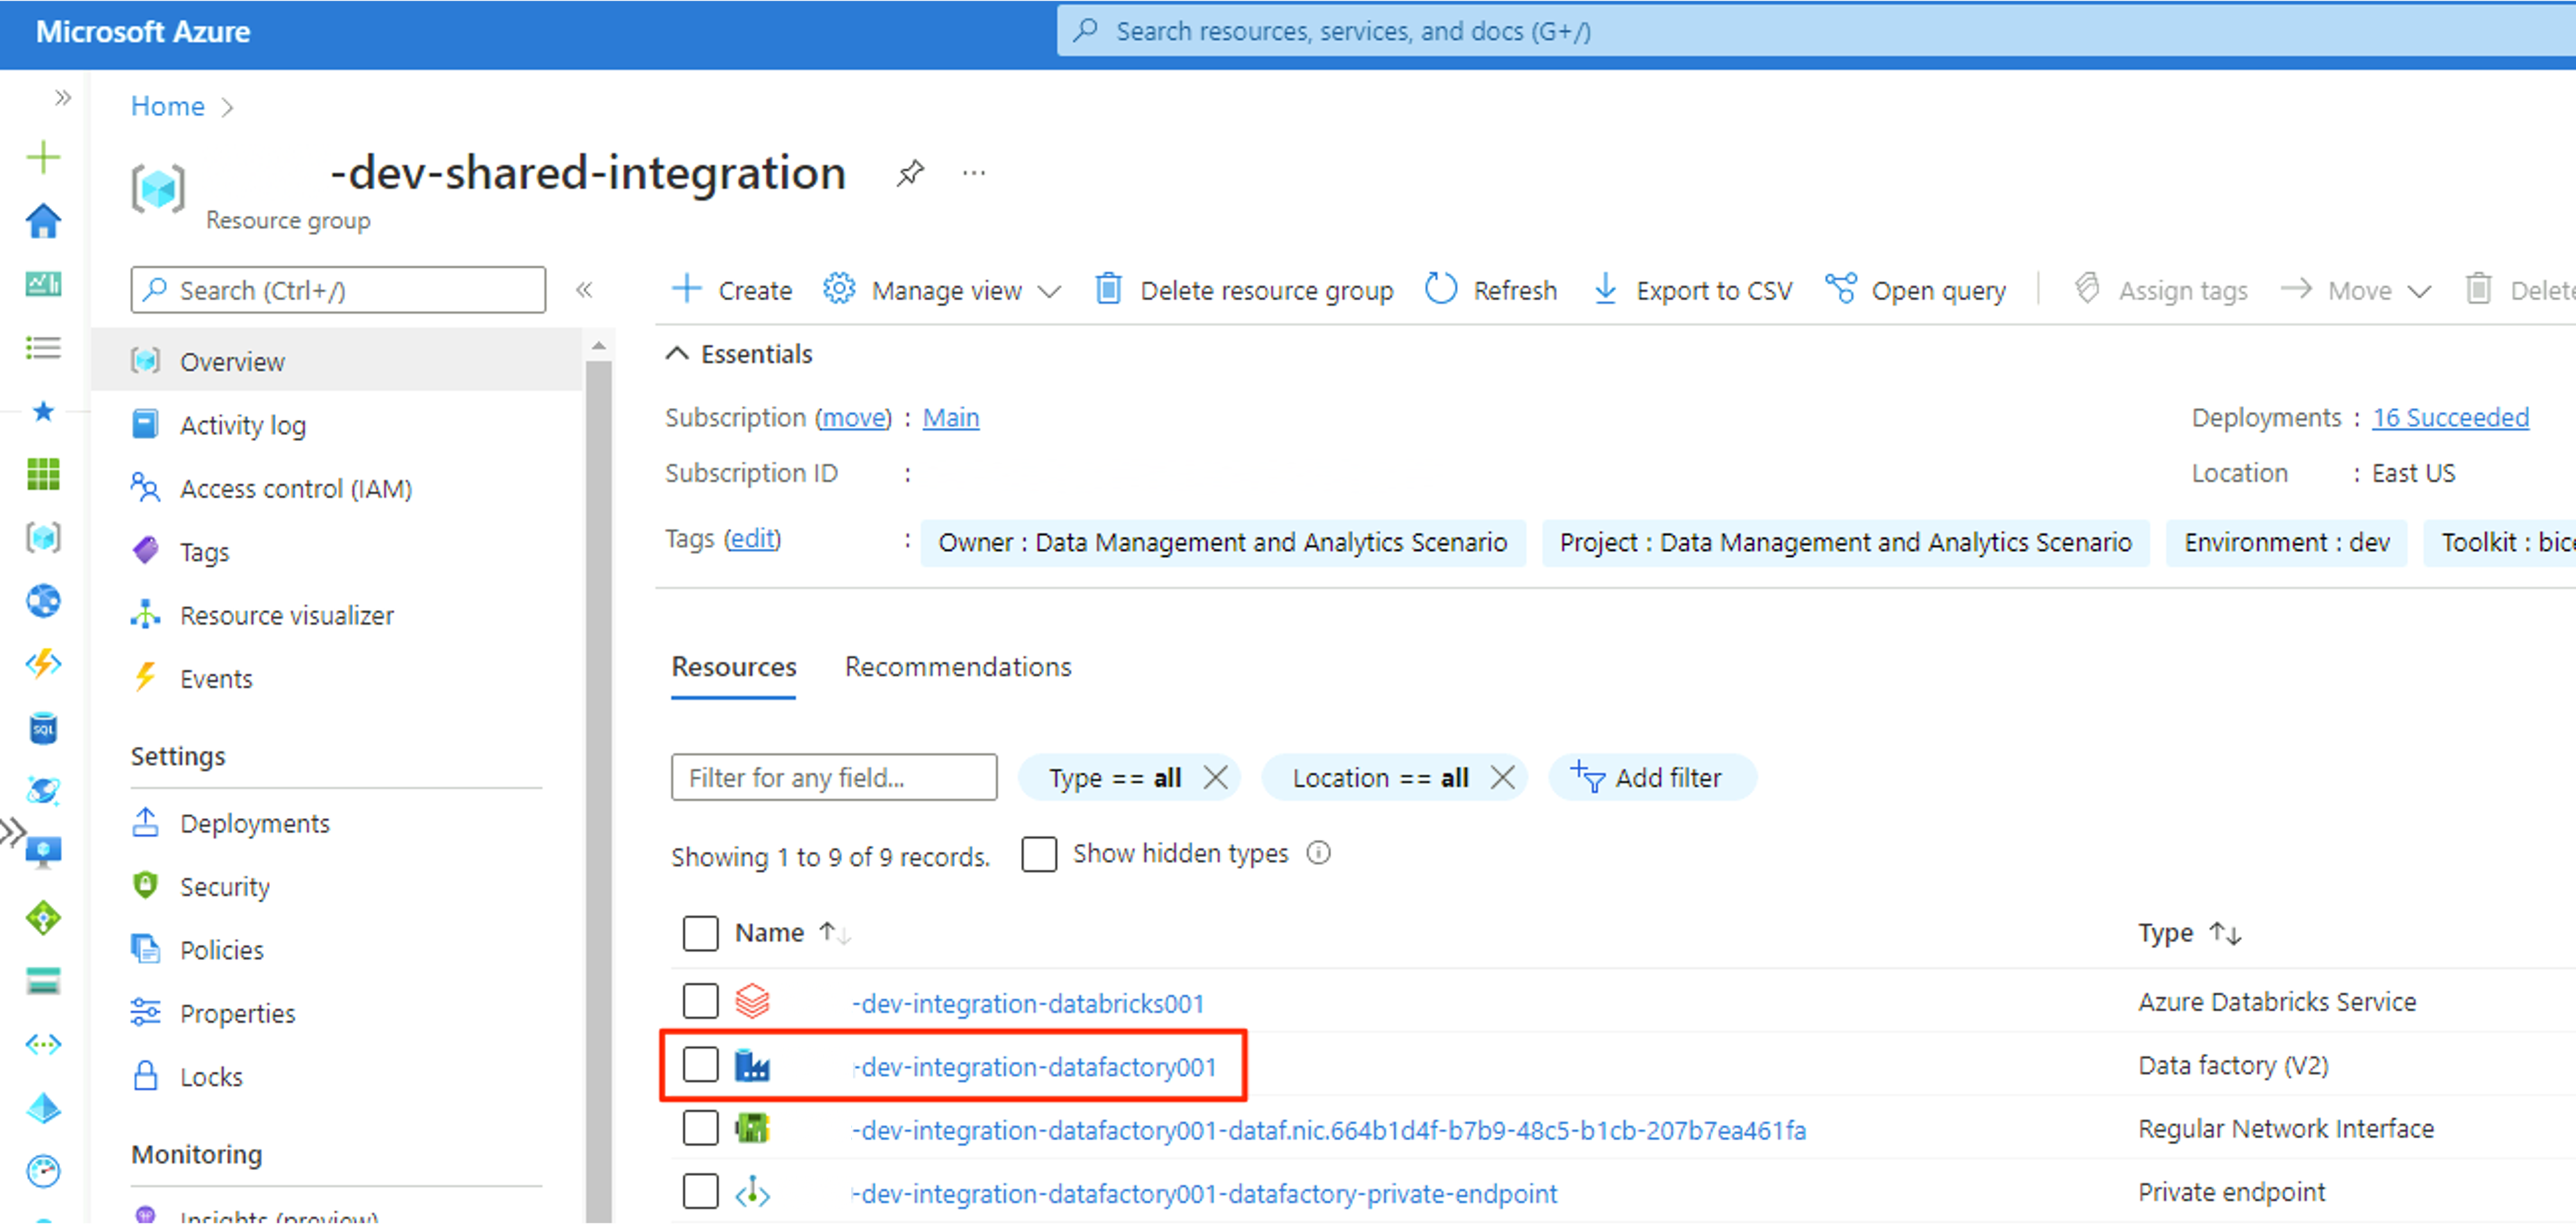 Microsoft Azure
Search resources, services, and docs (G+/)
Home
-dev-shared-integration
Resource group
Search (Ctrl+/)
Create Manage view Delete resource group Refresh Export to CSV Open query Assign tags Move Delete
Essentials
Subscription (move) : Main
Deployments : 16 Succeeded
Subscription ID :
Location : East US
Tags (edit) : Owner : Data Management and Analytics Scenario Project : Data Management and Analytics Scenario Environment : dev Toolkit : bice
Overview
Activity log
Access control (IAM)
Tags
Resource visualizer
Events
Settings
Deployments
Security
Policies
Properties
Locks
Monitoring
Insights (preview)
SQL
Resources Recommendations
Filter for any field... Type == all Location == all Add filter
Showing 1 to 9 of 9 records. Show hidden types
Name Type
-dev-integration-databricks001 Azure Databricks Service
-dev-integration-datafactory001 Data factory (V2)
-dev-integration-datafactory001-dataf.nic.664b1d4f-b7b9-48c5-b1cb-207b7ea461fa Regular Network Interface
-dev-integration-datafactory001-datafactory-private-endpoint Private endpoint